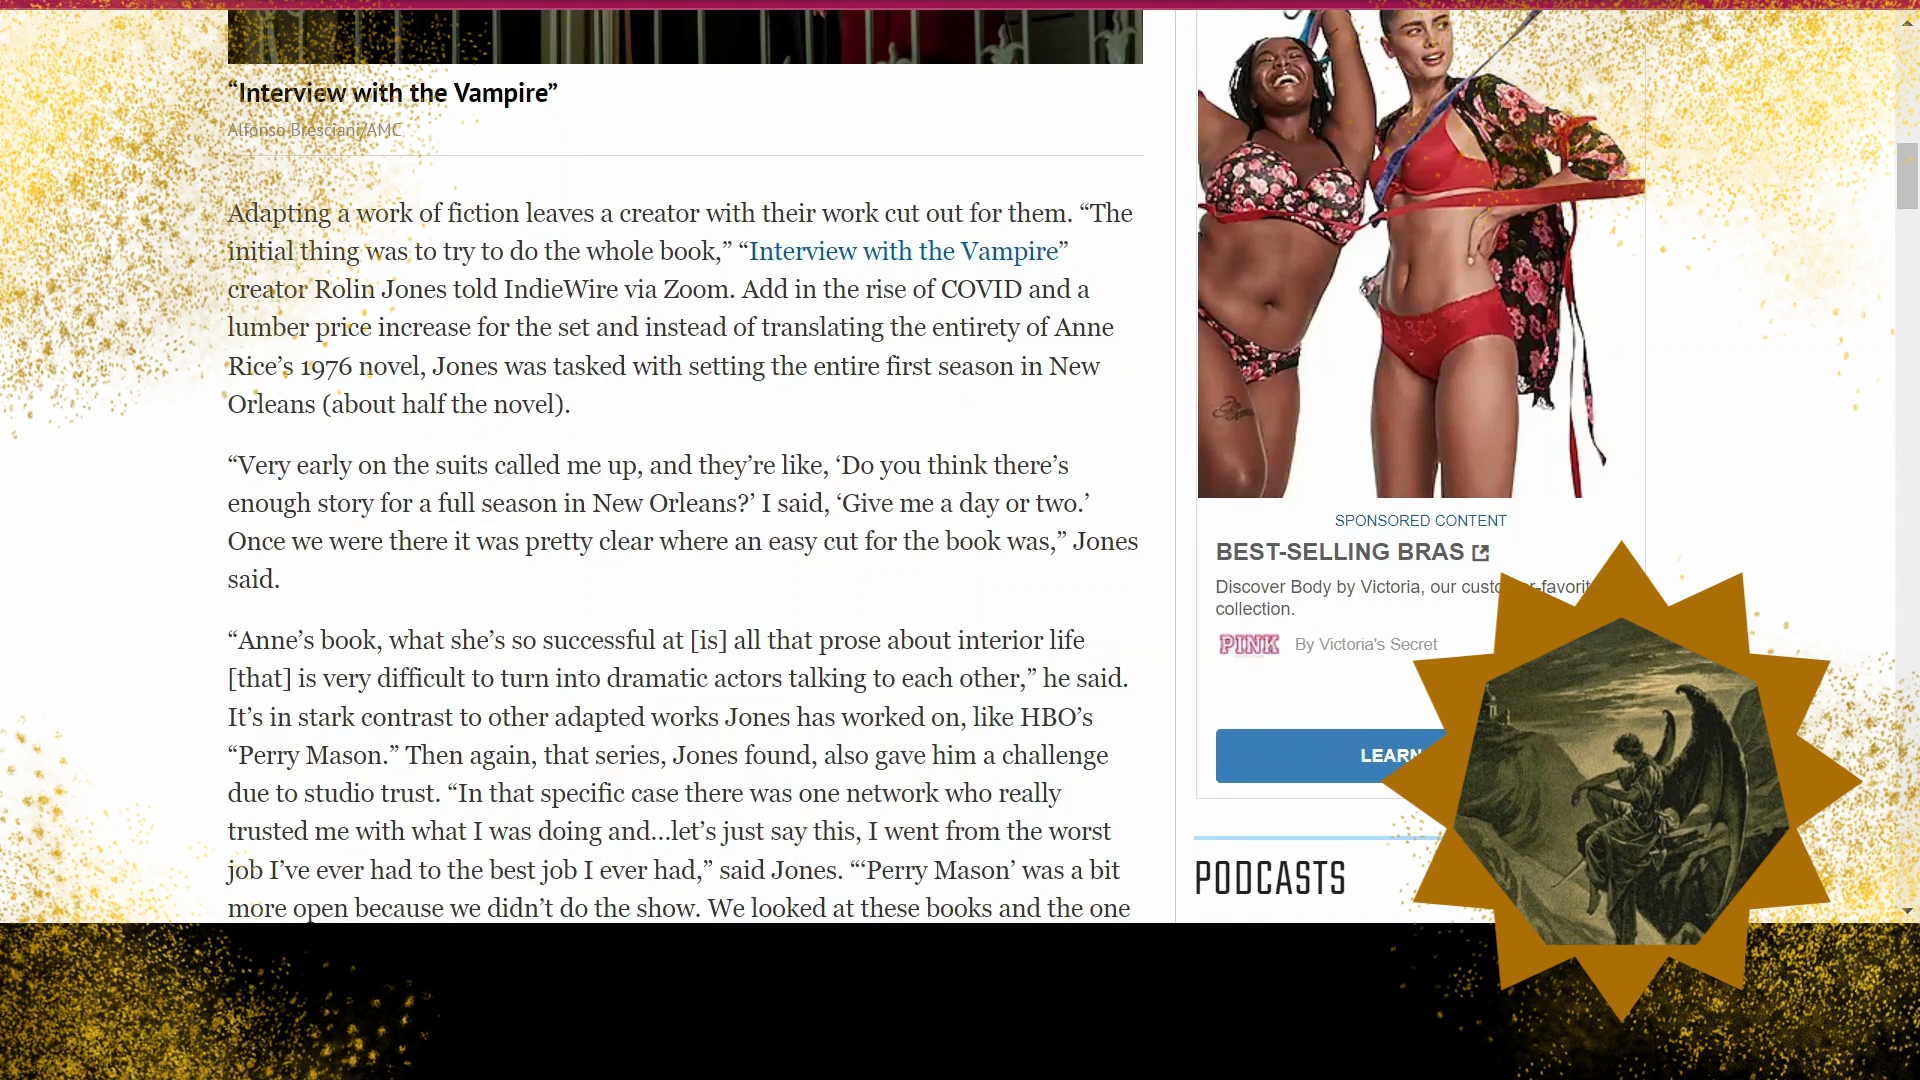 “Interview with the Vampire”
Alfonso Bresciani/AMC
Adapting a work of fiction leaves a creator with their work cut out for them. “The
initial thing was to try to do the whole book,” “Interview with the Vampire”
creator Rolin Jones told IndieWire via Zoom. Add in the rise of COVID and a
lumber price increase for the set and instead of translating the entirety of Anne
Rice’s 1976 novel, Jones was tasked with setting the entire first season in New
Orleans (about half the novel).
“Very early on the suits called me up, and they’re like, ‘Do you think there’s
enough story for a full season in New Orleans?’ I said, ‘Give me a day or two.’
Once we were there it was pretty clear where an easy cut for the book was,” Jones
said.
“Anne’s book, what she’s so successful at [is] all that prose about interior life
[that] is very difficult to turn into dramatic actors talking to each other,” he said.
It’s in stark contrast to other adapted works Jones has worked on, like HBO’s
“Perry Mason.” Then again, that series, Jones found, also gave him a challenge
due to studio trust. “In that specific case there was one network who really
trusted me with what I was doing and...let’s just say this, I went from the worst
job I’ve ever had to the best job I ever had,” said Jones. “‘Perry Mason’ was a bit
more open because we didn’t do the show. We looked at these books and the one
SPONSORED CONTENT
BEST-SELLING BRAS
Discover Body by Victoria, our
collection.
PINK By Victoria's Secret
LEARN
PODCASTS